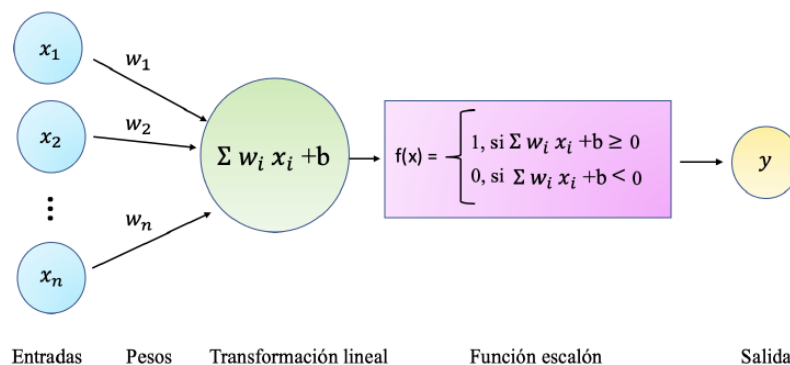 x₁
w₁
x₂
w₂
⋮
wₙ
xₙ
Σ wᵢ xᵢ +b
f(x) =
1, si Σ wᵢ xᵢ +b ≥ 0
0, si Σ wᵢ xᵢ +b < 0
y
Entradas Pesos Transformación lineal Función escalón Salida